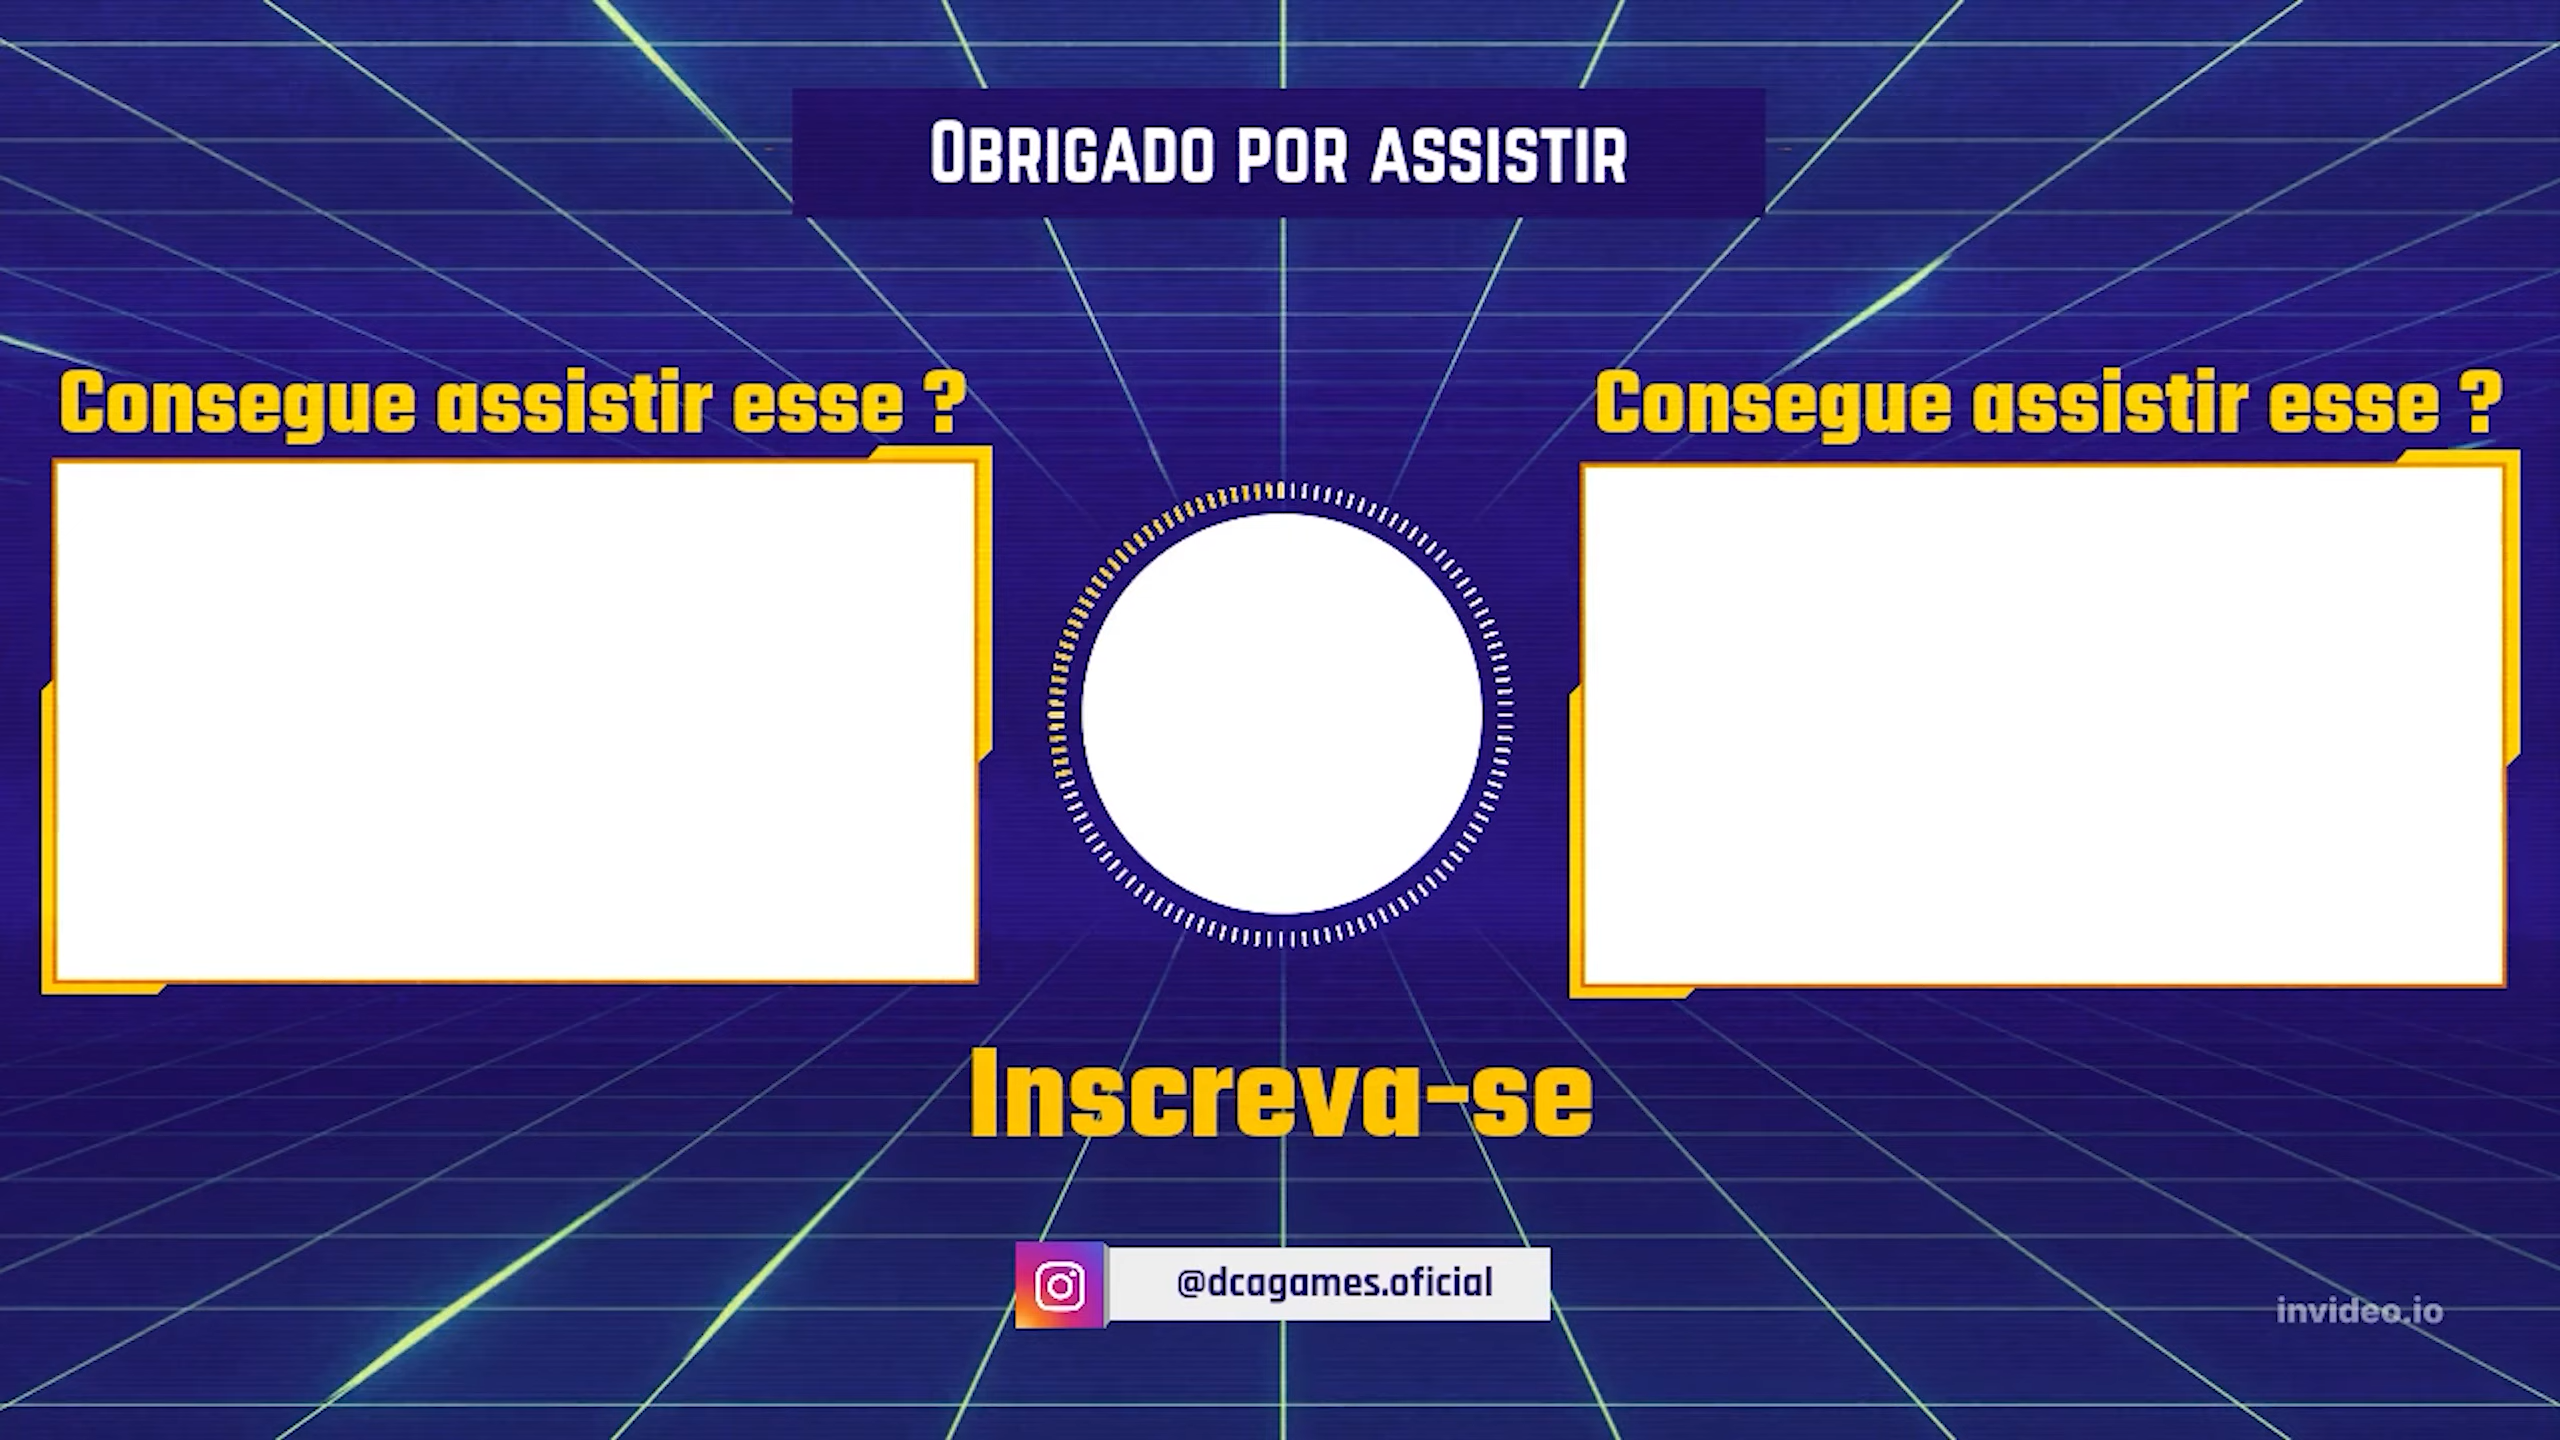 Obrigado por assistir
Consegue assistir esse ?
Consegue assistir esse ?
Inscreva-se
@dcagames.oficial
invideo.io